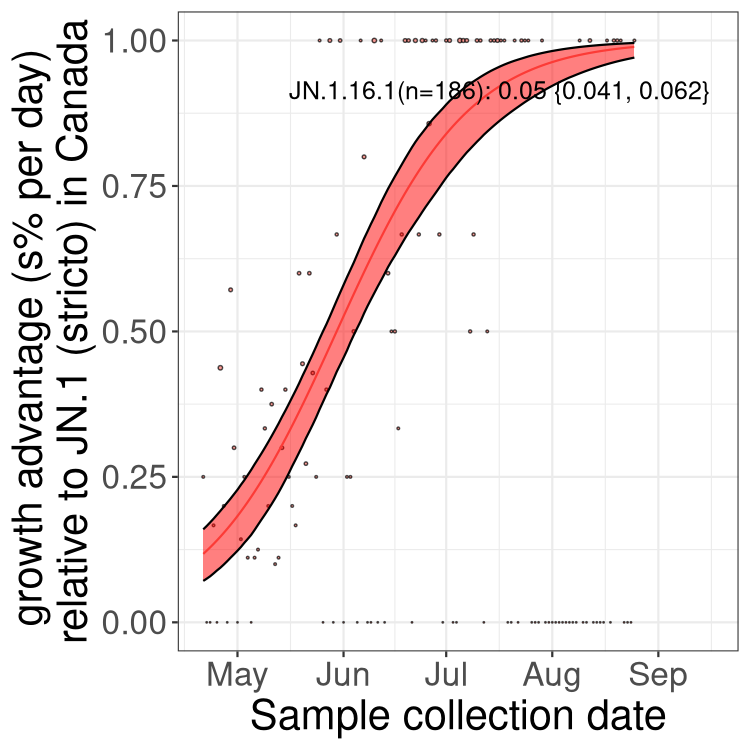 growth advantage (s% per day)
relative to JN.1 (stricto) in Canada
1.00
0.75
0.50
0.25
0.00
JN.1.16.1(n=186): 0.05 {0.041, 0.062}
May Jun Jul Aug Sep
Sample collection date